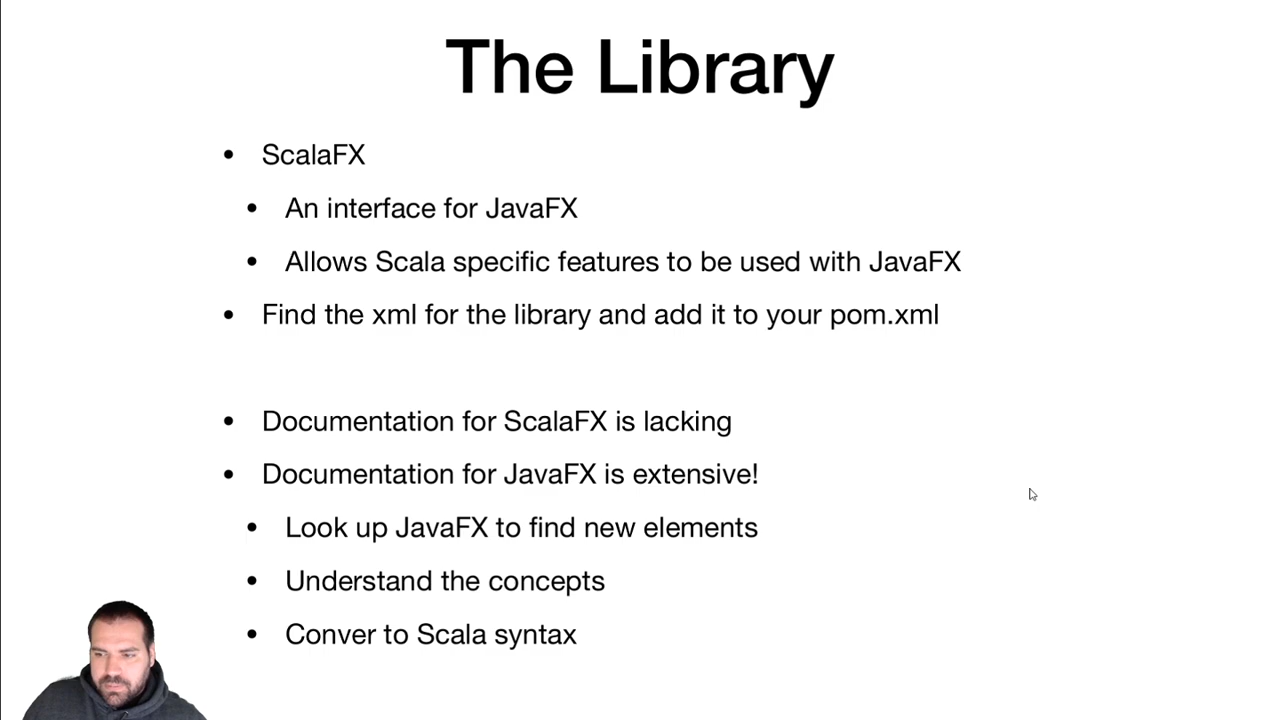 The Library
• ScalaFX
• An interface for JavaFX
• Allows Scala specific features to be used with JavaFX
• Find the xml for the library and add it to your pom.xml
• Documentation for ScalaFX is lacking
• Documentation for JavaFX is extensive!
• Look up JavaFX to find new elements
• Understand the concepts
• Conver to Scala syntax